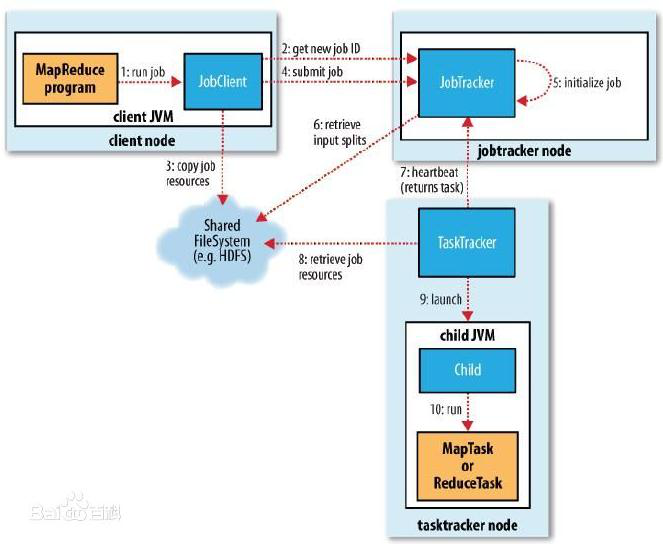 MapReduce
program
1: run job
JobClient
client JVM
client node
2: get new job ID
4: submit job
JobTracker
5: initialize job
jobtracker node
3: copy job
resources
6: retrieve
input splits
7: heartbeat
(returns task)
Shared
FileSystem
(e.g. HDFS)
8: retrieve job
resources
TaskTracker
9: launch
child JVM
Child
10: run
MapTask
or
ReduceTask
tasktracker node
Baidu百科